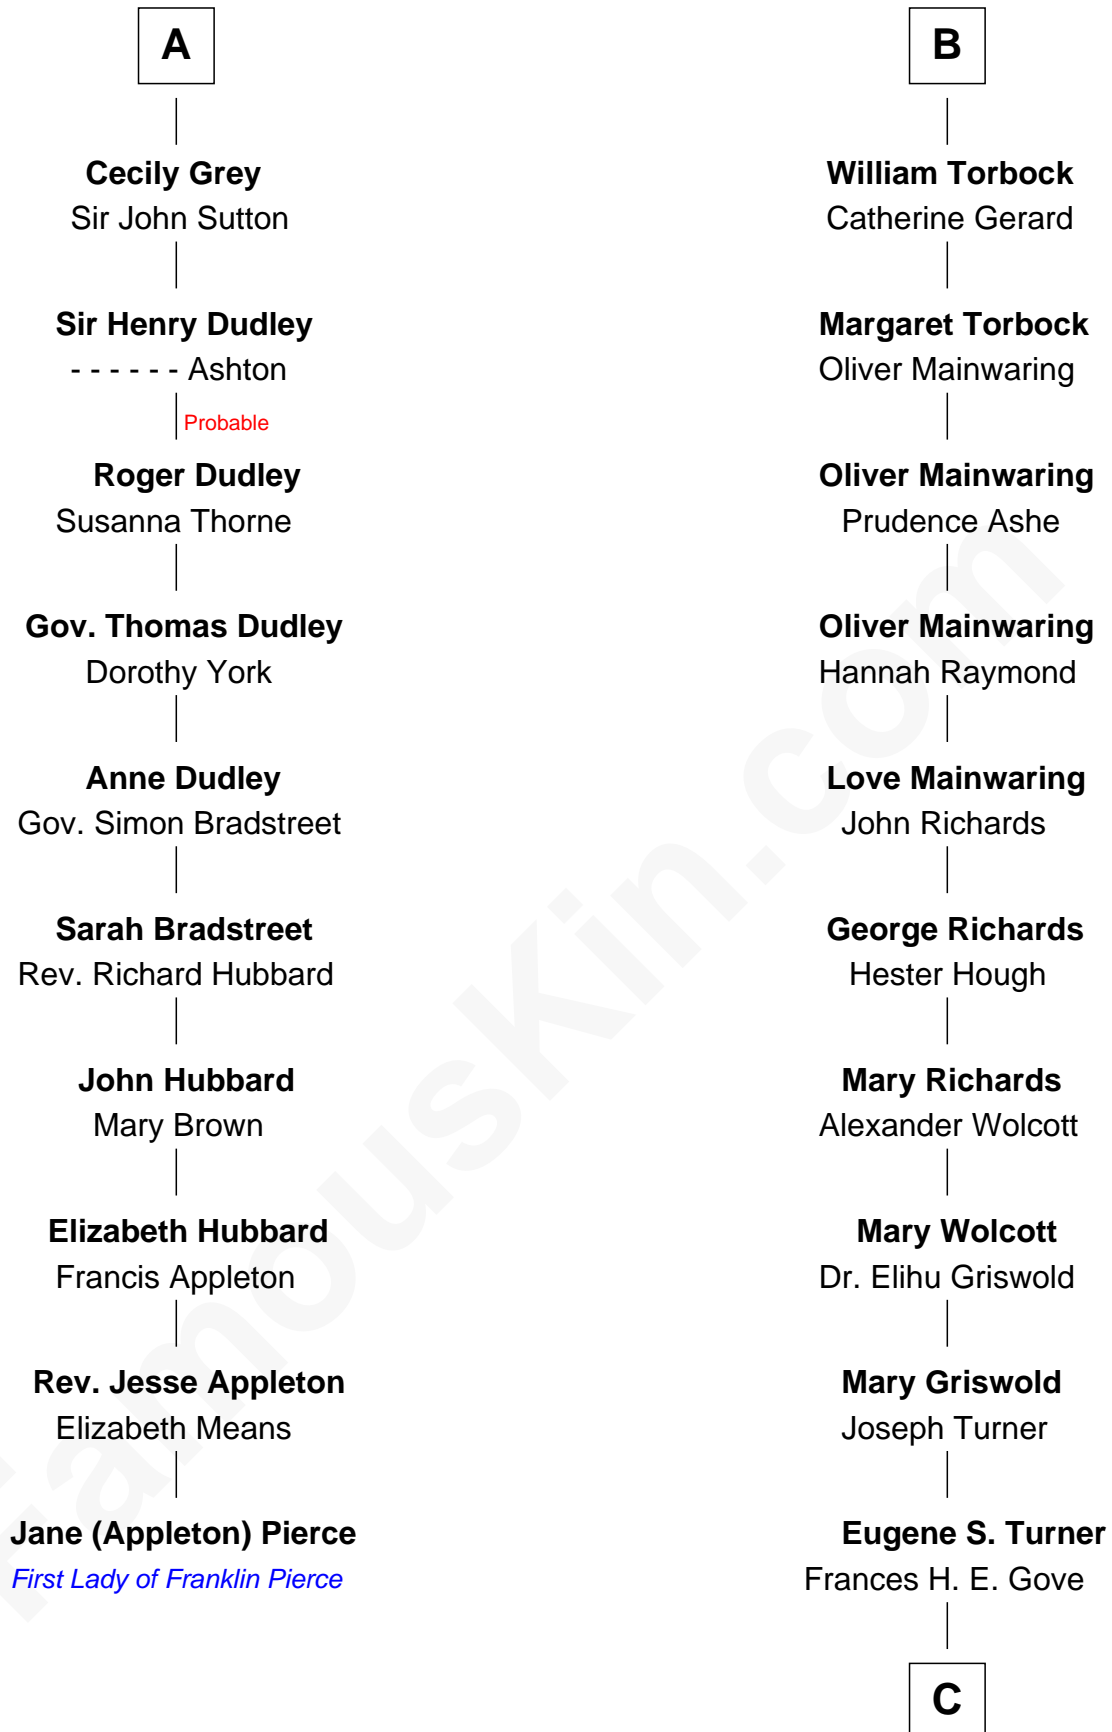 A
Cecily Grey
Sir John Sutton
Sir Henry Dudley
- - - - - - Ashton
Probable
Roger Dudley
Susanna Thorne
Gov. Thomas Dudley
Dorothy York
Anne Dudley
Gov. Simon Bradstreet
Sarah Bradstreet
Rev. Richard Hubbard
John Hubbard
Mary Brown
Elizabeth Hubbard
Francis Appleton
Rev. Jesse Appleton
Elizabeth Means
Jane (Appleton) Pierce
First Lady of Franklin Pierce
B
William Torbock
Catherine Gerard
Margaret Torbock
Oliver Mainwaring
Oliver Mainwaring
Prudence Ashe
Oliver Mainwaring
Hannah Raymond
Love Mainwaring
John Richards
George Richards
Hester Hough
Mary Richards
Alexander Wolcott
Mary Wolcott
Dr. Elihu Griswold
Mary Griswold
Joseph Turner
Eugene S. Turner
Frances H. E. Gove
C
FamousKin.com